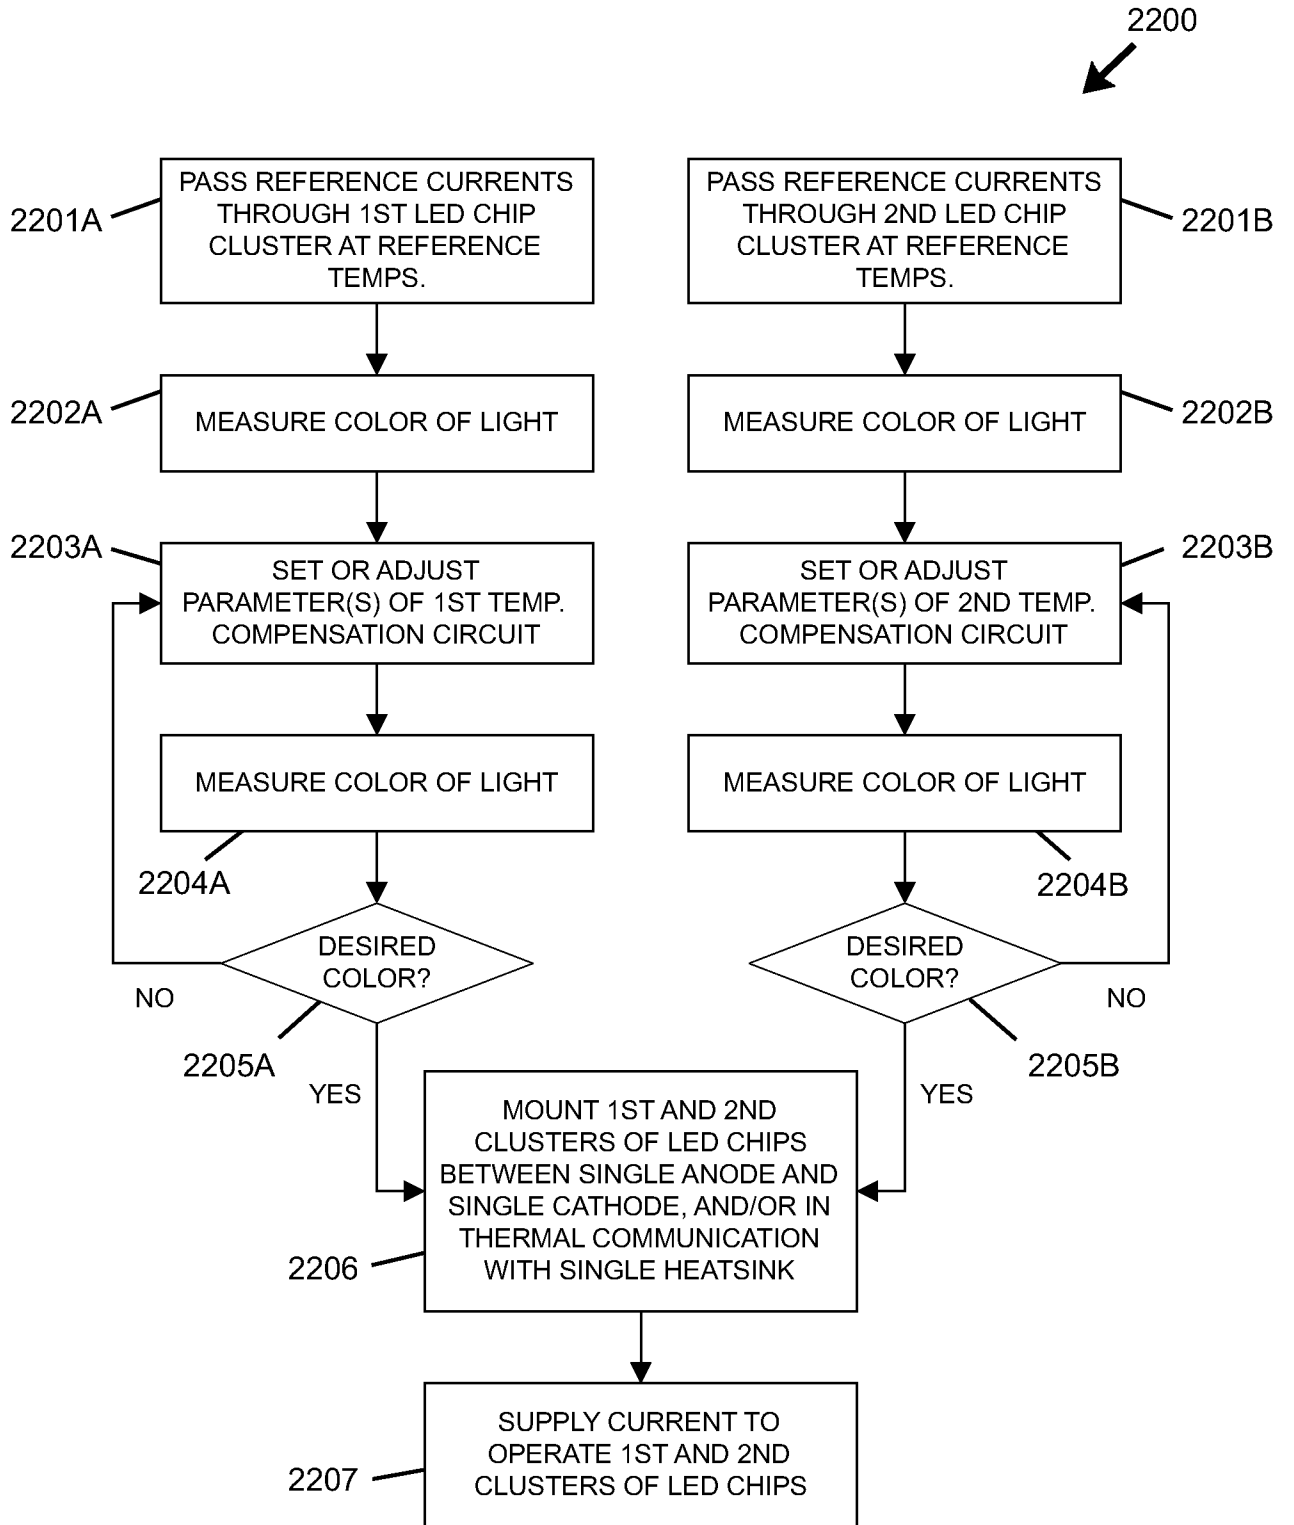 2200
PASS REFERENCE CURRENTS
THROUGH 1ST LED CHIP
CLUSTER AT REFERENCE
TEMPS.
2201A
PASS REFERENCE CURRENTS
THROUGH 2ND LED CHIP
CLUSTER AT REFERENCE
TEMPS.
2201B
2202A
MEASURE COLOR OF LIGHT
MEASURE COLOR OF LIGHT
2202B
2203A
SET OR ADJUST
PARAMETER(S) OF 1ST TEMP.
COMPENSATION CIRCUIT
SET OR ADJUST
PARAMETER(S) OF 2ND TEMP.
COMPENSATION CIRCUIT
2203B
MEASURE COLOR OF LIGHT
2204A
MEASURE COLOR OF LIGHT
2204B
DESIRED
COLOR?
NO
2205A
YES
DESIRED
COLOR?
NO
2205B
YES
MOUNT 1ST AND 2ND
CLUSTERS OF LED CHIPS
BETWEEN SINGLE ANODE AND
SINGLE CATHODE, AND/OR IN
THERMAL COMMUNICATION
WITH SINGLE HEATSINK
2206
SUPPLY CURRENT TO
OPERATE 1ST AND 2ND
CLUSTERS OF LED CHIPS
2207